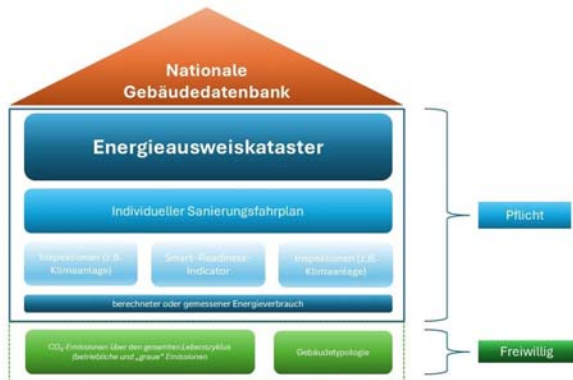 Nationale
Gebäudedatenbank
Energieausweiskataster
Individueller Sanierungsfahrplan
Inspektionen (z.B.
Klimaanlage)
Smart-Readiness-
Indicator
Inspektionen (z.B.
Klimaanlage)
berechneter oder gemessener Energieverbrauch
Pflicht
CO₂-Emissionen Über den gesamten Lebenszyklus
(betriebliche und „graue" Emissionen
Gebäudetypologie
Freiwillig